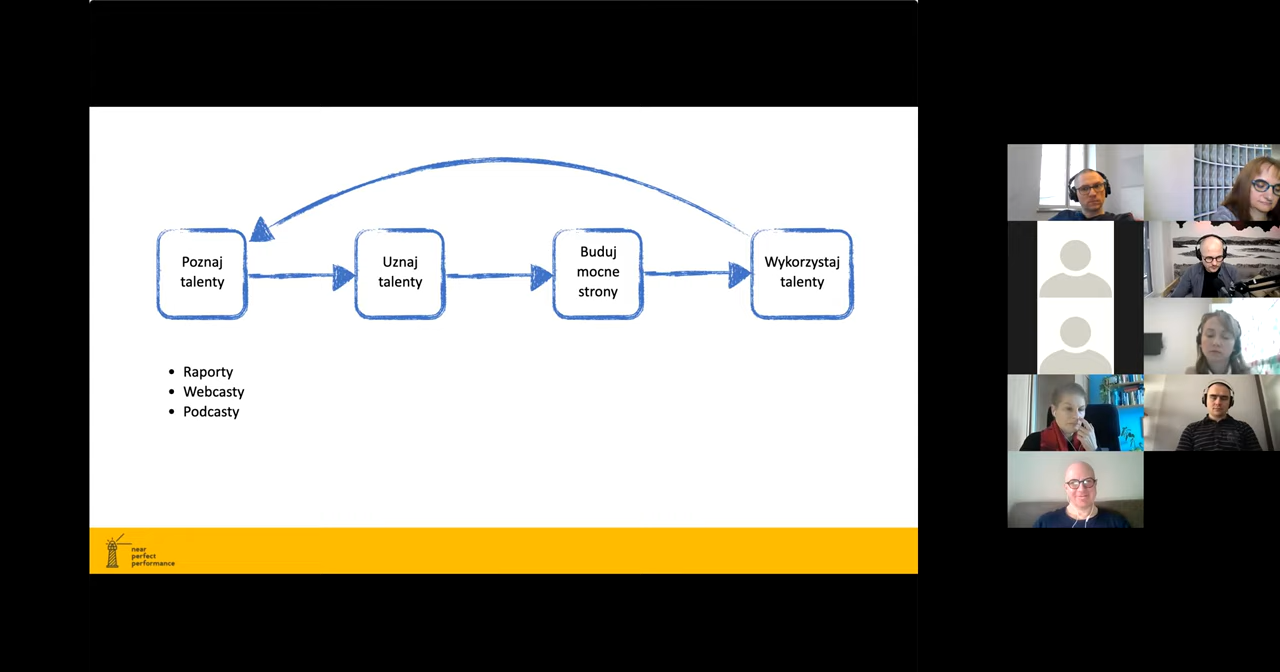 Poznaj
talenty
Uznaj
talenty
Buduj
mocne
strony
Wykorzystaj
talenty
• Raporty
• Webcasty
• Podcasty
near
perfect
performance